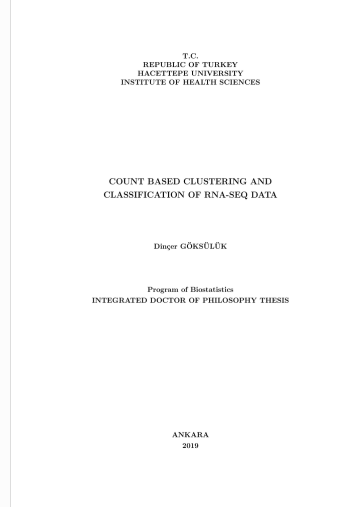 T.C.
REPUBLIC OF TURKEY
HACETTEPE UNIVERSITY
INSTITUTE OF HEALTH SCIENCES
COUNT BASED CLUSTERING AND
CLASSIFICATION OF RNA-SEQ DATA
Dinçer GÖKSÜLÜK
Program of Biostatistics
INTEGRATED DOCTOR OF PHILOSOPHY THESIS
ANKARA
2019